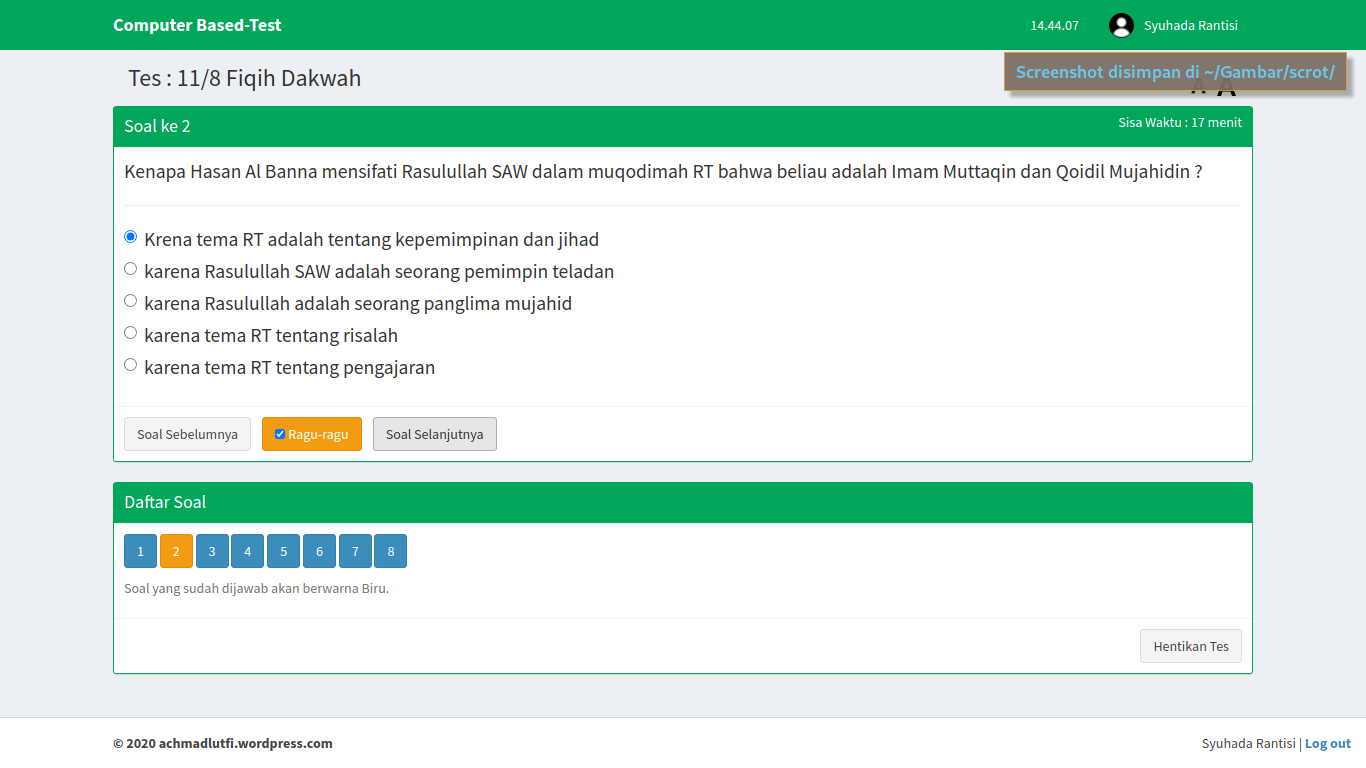 Computer Based-Test
14.44.07
Syuhada Rantisi
Tes : 11/8 Fiqih Dakwah
Screenshot disimpan di ~/Gambar/scrot/
A A
Soal ke 2
Sisa Waktu : 17 menit
Kenapa Hasan Al Banna mensifati Rasulullah SAW dalam muqodimah RT bahwa beliau adalah Imam Muttaqin dan Qoidil Mujahidin ?
Krena tema RT adalah tentang kepemimpinan dan jihad
karena Rasulullah SAW adalah seorang pemimpin teladan
karena Rasulullah adalah seorang panglima mujahid
karena tema RT tentang risalah
karena tema RT tentang pengajaran
Soal Sebelumnya
Ragu-ragu
Soal Selanjutnya
Daftar Soal
1 2 3 4 5 6 7 8
Soal yang sudah dijawab akan berwarna Biru.
Hentikan Tes
© 2020 achmadlutfi.wordpress.com
Syuhada Rantisi | Log out